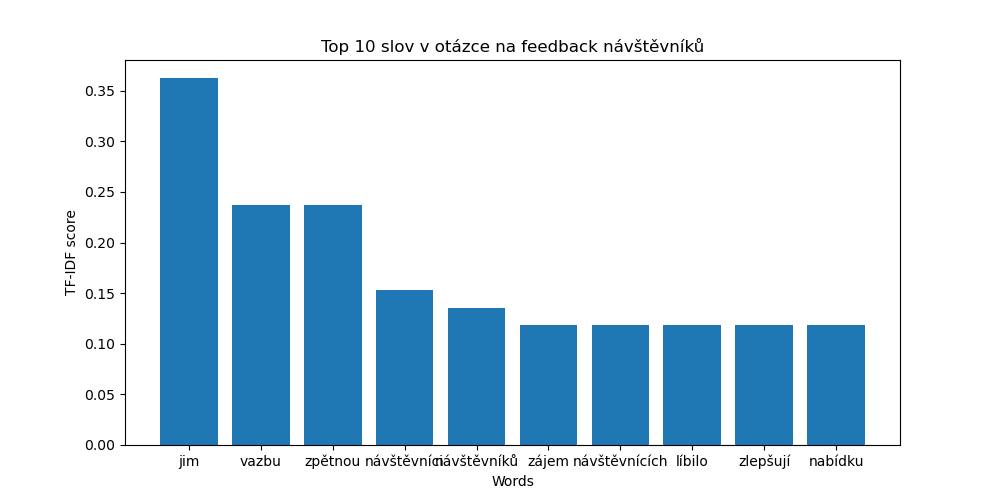 Top 10 slov v otázce na feedback návštěvníků
TF-IDF score
0.35
0.30
0.25
0.20
0.15
0.10
0.05
0.00
jim vazbu zpětnou návštěvníci návštěvníků zájem návštěvnících líbilo zlepšují nabídku
Words